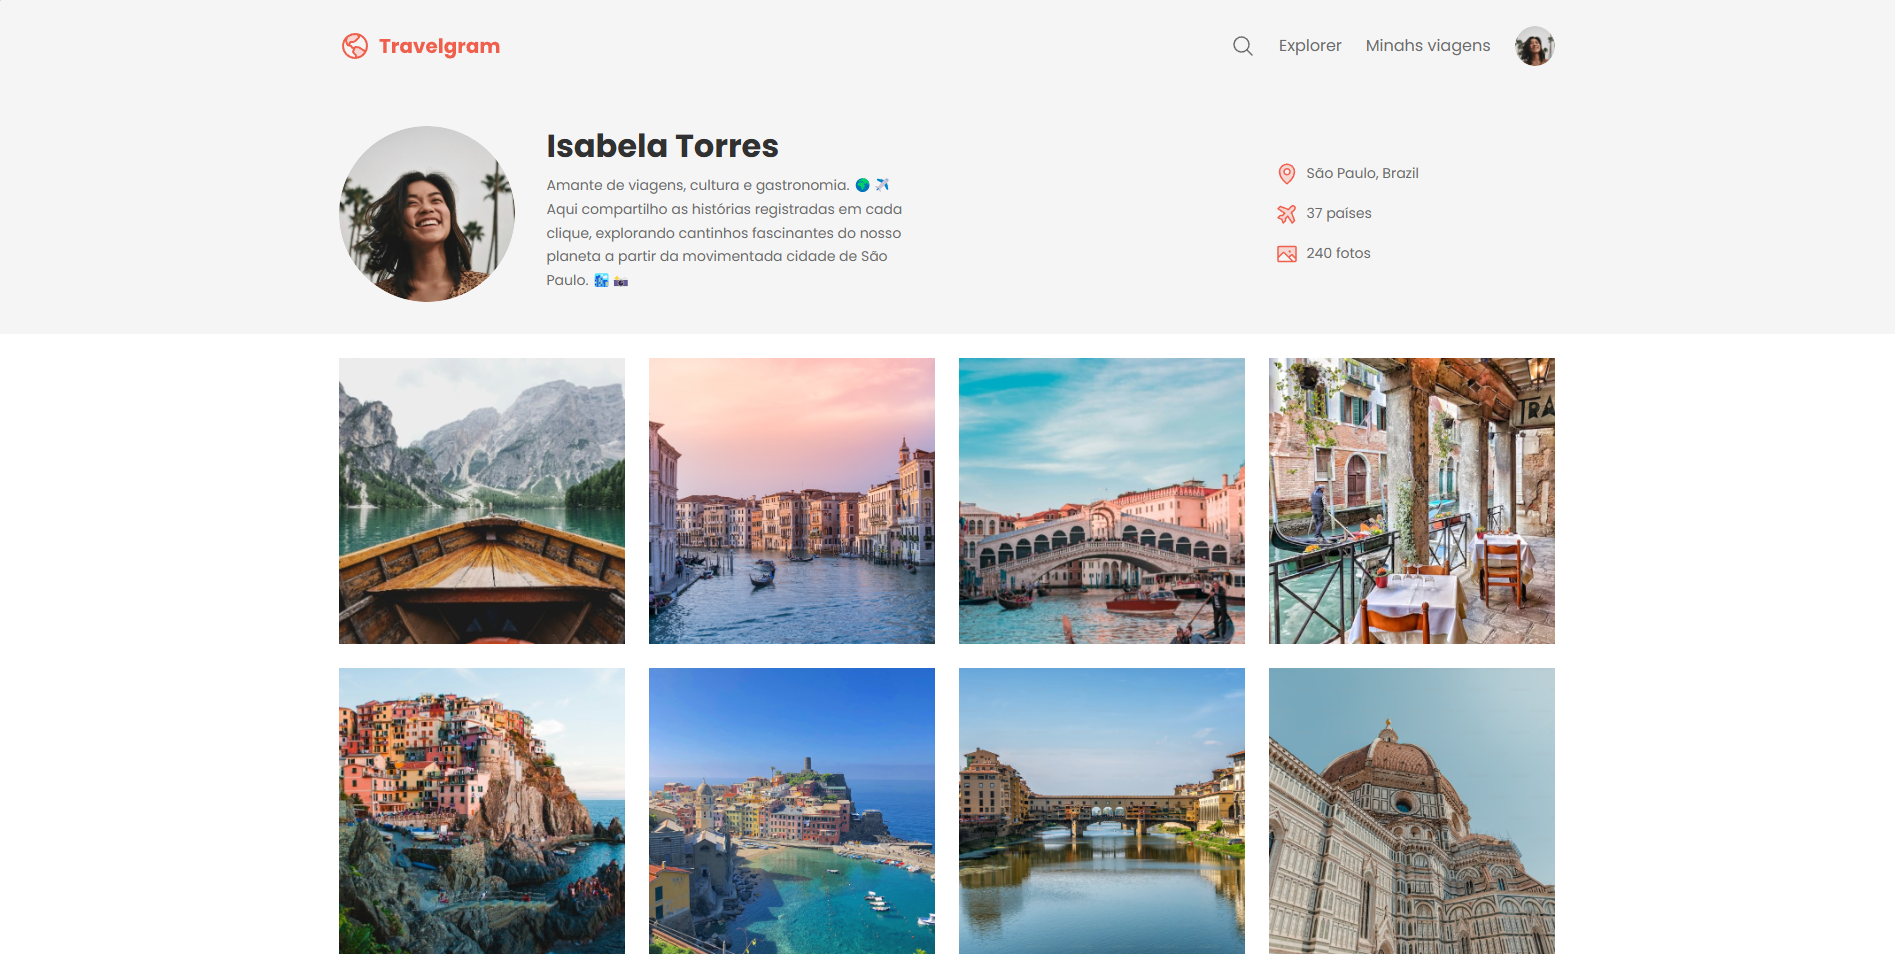 Travelgram
Explorer
Minahs viagens
Isabela Torres
Amante de viagens, cultura e gastronomia. 🌍 ✈️
Aqui compartilho as histórias registradas em cada
clique, explorando cantinhos fascinantes do nosso
planeta a partir da movimentada cidade de São
Paulo. 🏙️ 📸
São Paulo, Brazil
37 países
240 fotos
TRA